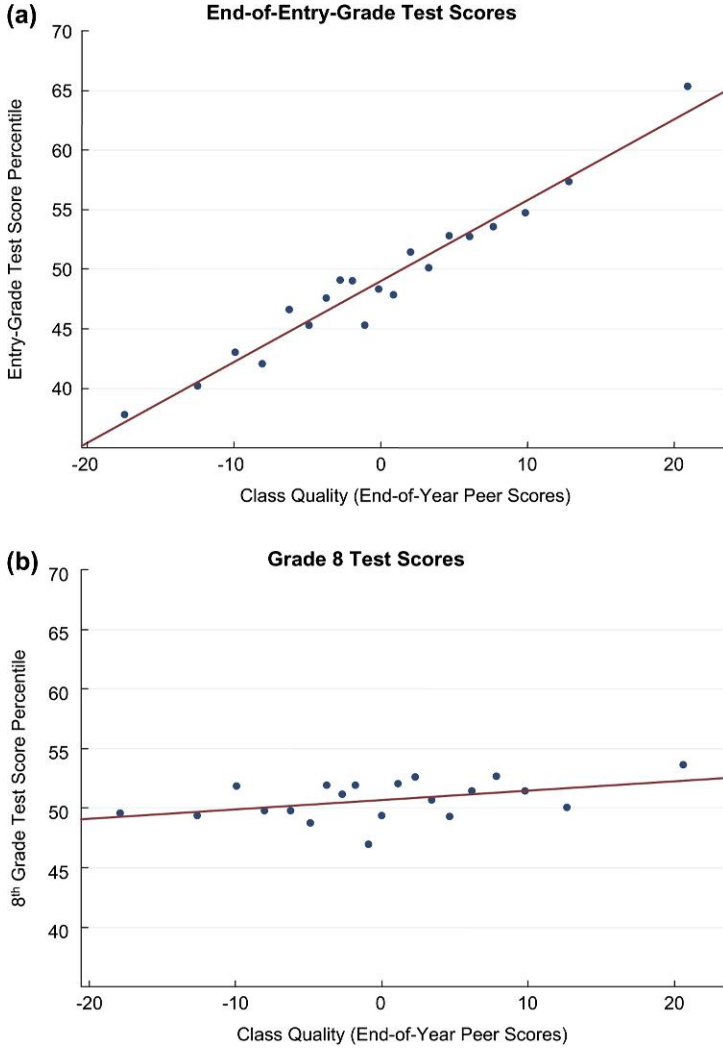 (a)
End-of-Entry-Grade Test Scores
70
65
60
55
50
45
40
Entry-Grade Test Score Percentile
-20 -10 0 10 20
Class Quality (End-of-Year Peer Scores)
(b)
Grade 8 Test Scores
70
65
60
55
50
45
40
8th Grade Test Score Percentile
-20 -10 0 10 20
Class Quality (End-of-Year Peer Scores)